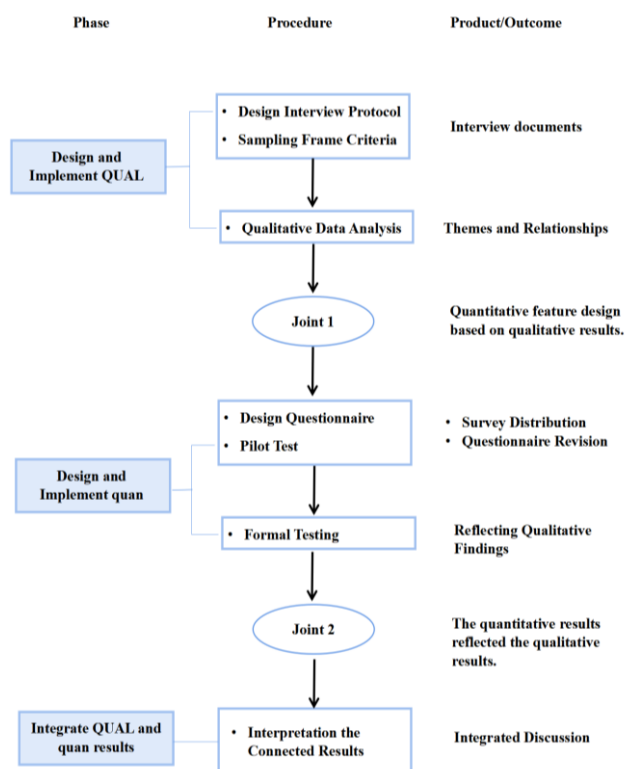 Phase Procedure Product/Outcome
• Design Interview Protocol
• Sampling Frame Criteria
Interview documents
Design and
Implement QUAL
• Qualitative Data Analysis
Themes and Relationships
Joint 1
Quantitative feature design
based on qualitative results.
• Design Questionnaire
• Pilot Test
• Survey Distribution
• Questionnaire Revision
Design and
Implement quan
• Formal Testing
Reflecting Qualitative
Findings
Joint 2
The quantitative results
reflected the qualitative
results.
Integrate QUAL and
quan results
• Interpretation the
Connected Results
Integrated Discussion